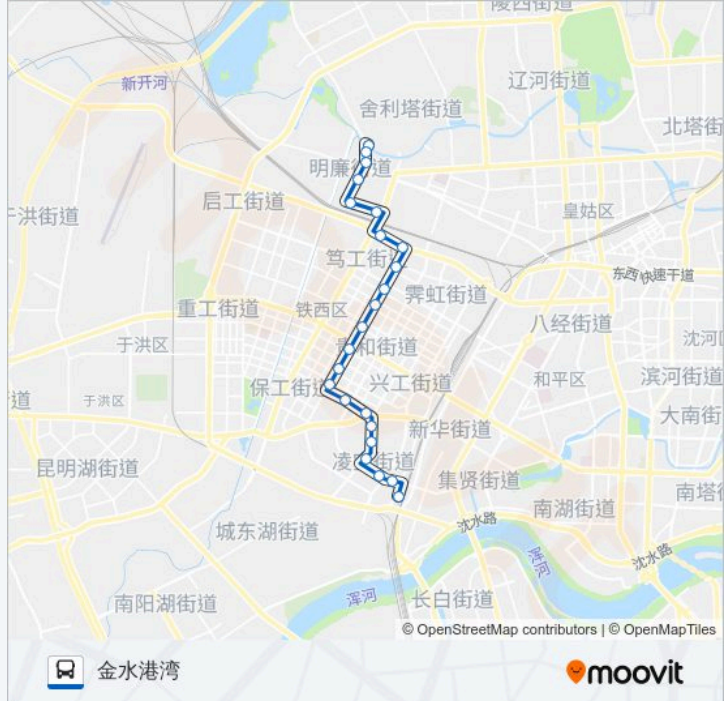 陵西街道
辽河街道
新开河
舍利塔街道
北塔街
明廉街道
启工街道
皇姑区
于洪街道
笃工街道
东西快速干道
霁虹街道
重工街道
铁西区
八经街道
沈河
于洪区
贵和街道
保工街道
兴工街道
和平区
滨河街道
于洪区
道
大南街
新华街道
昆明湖街道
凌空街道
集贤街道
南塔街
南湖街道
沈水路
城东湖街道
浑河
沈水路
浑河
南阳湖街道
长白街道
© OpenStreetMap contributors | © OpenMapTiles
金水港湾
moovit